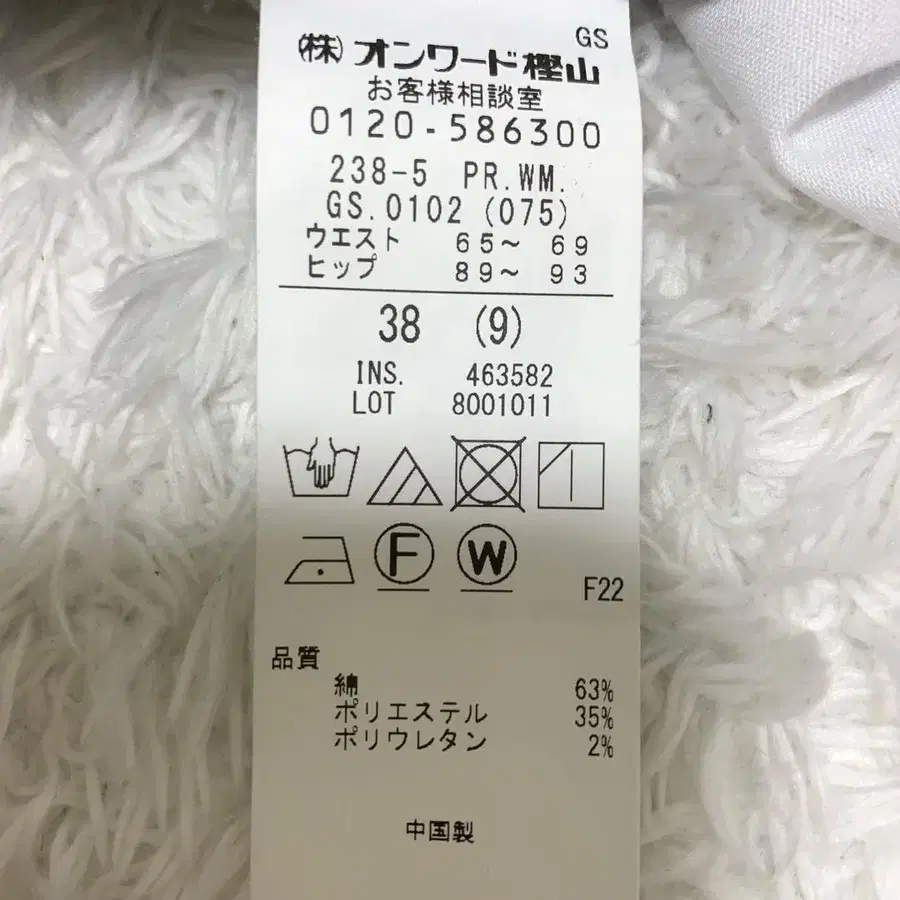 GS
(株)オンワード樫山
お客様相談室
0120-586300
238-5 PR.WM.
GS.0102 (075)
ウエスト 65~ 69
ヒップ 89~ 93
38 (9)
INS. 463582
LOT 8001011
F W
F22
品質
綿 63%
ポリエステル 35%
ポリウレタン 2%
中国製